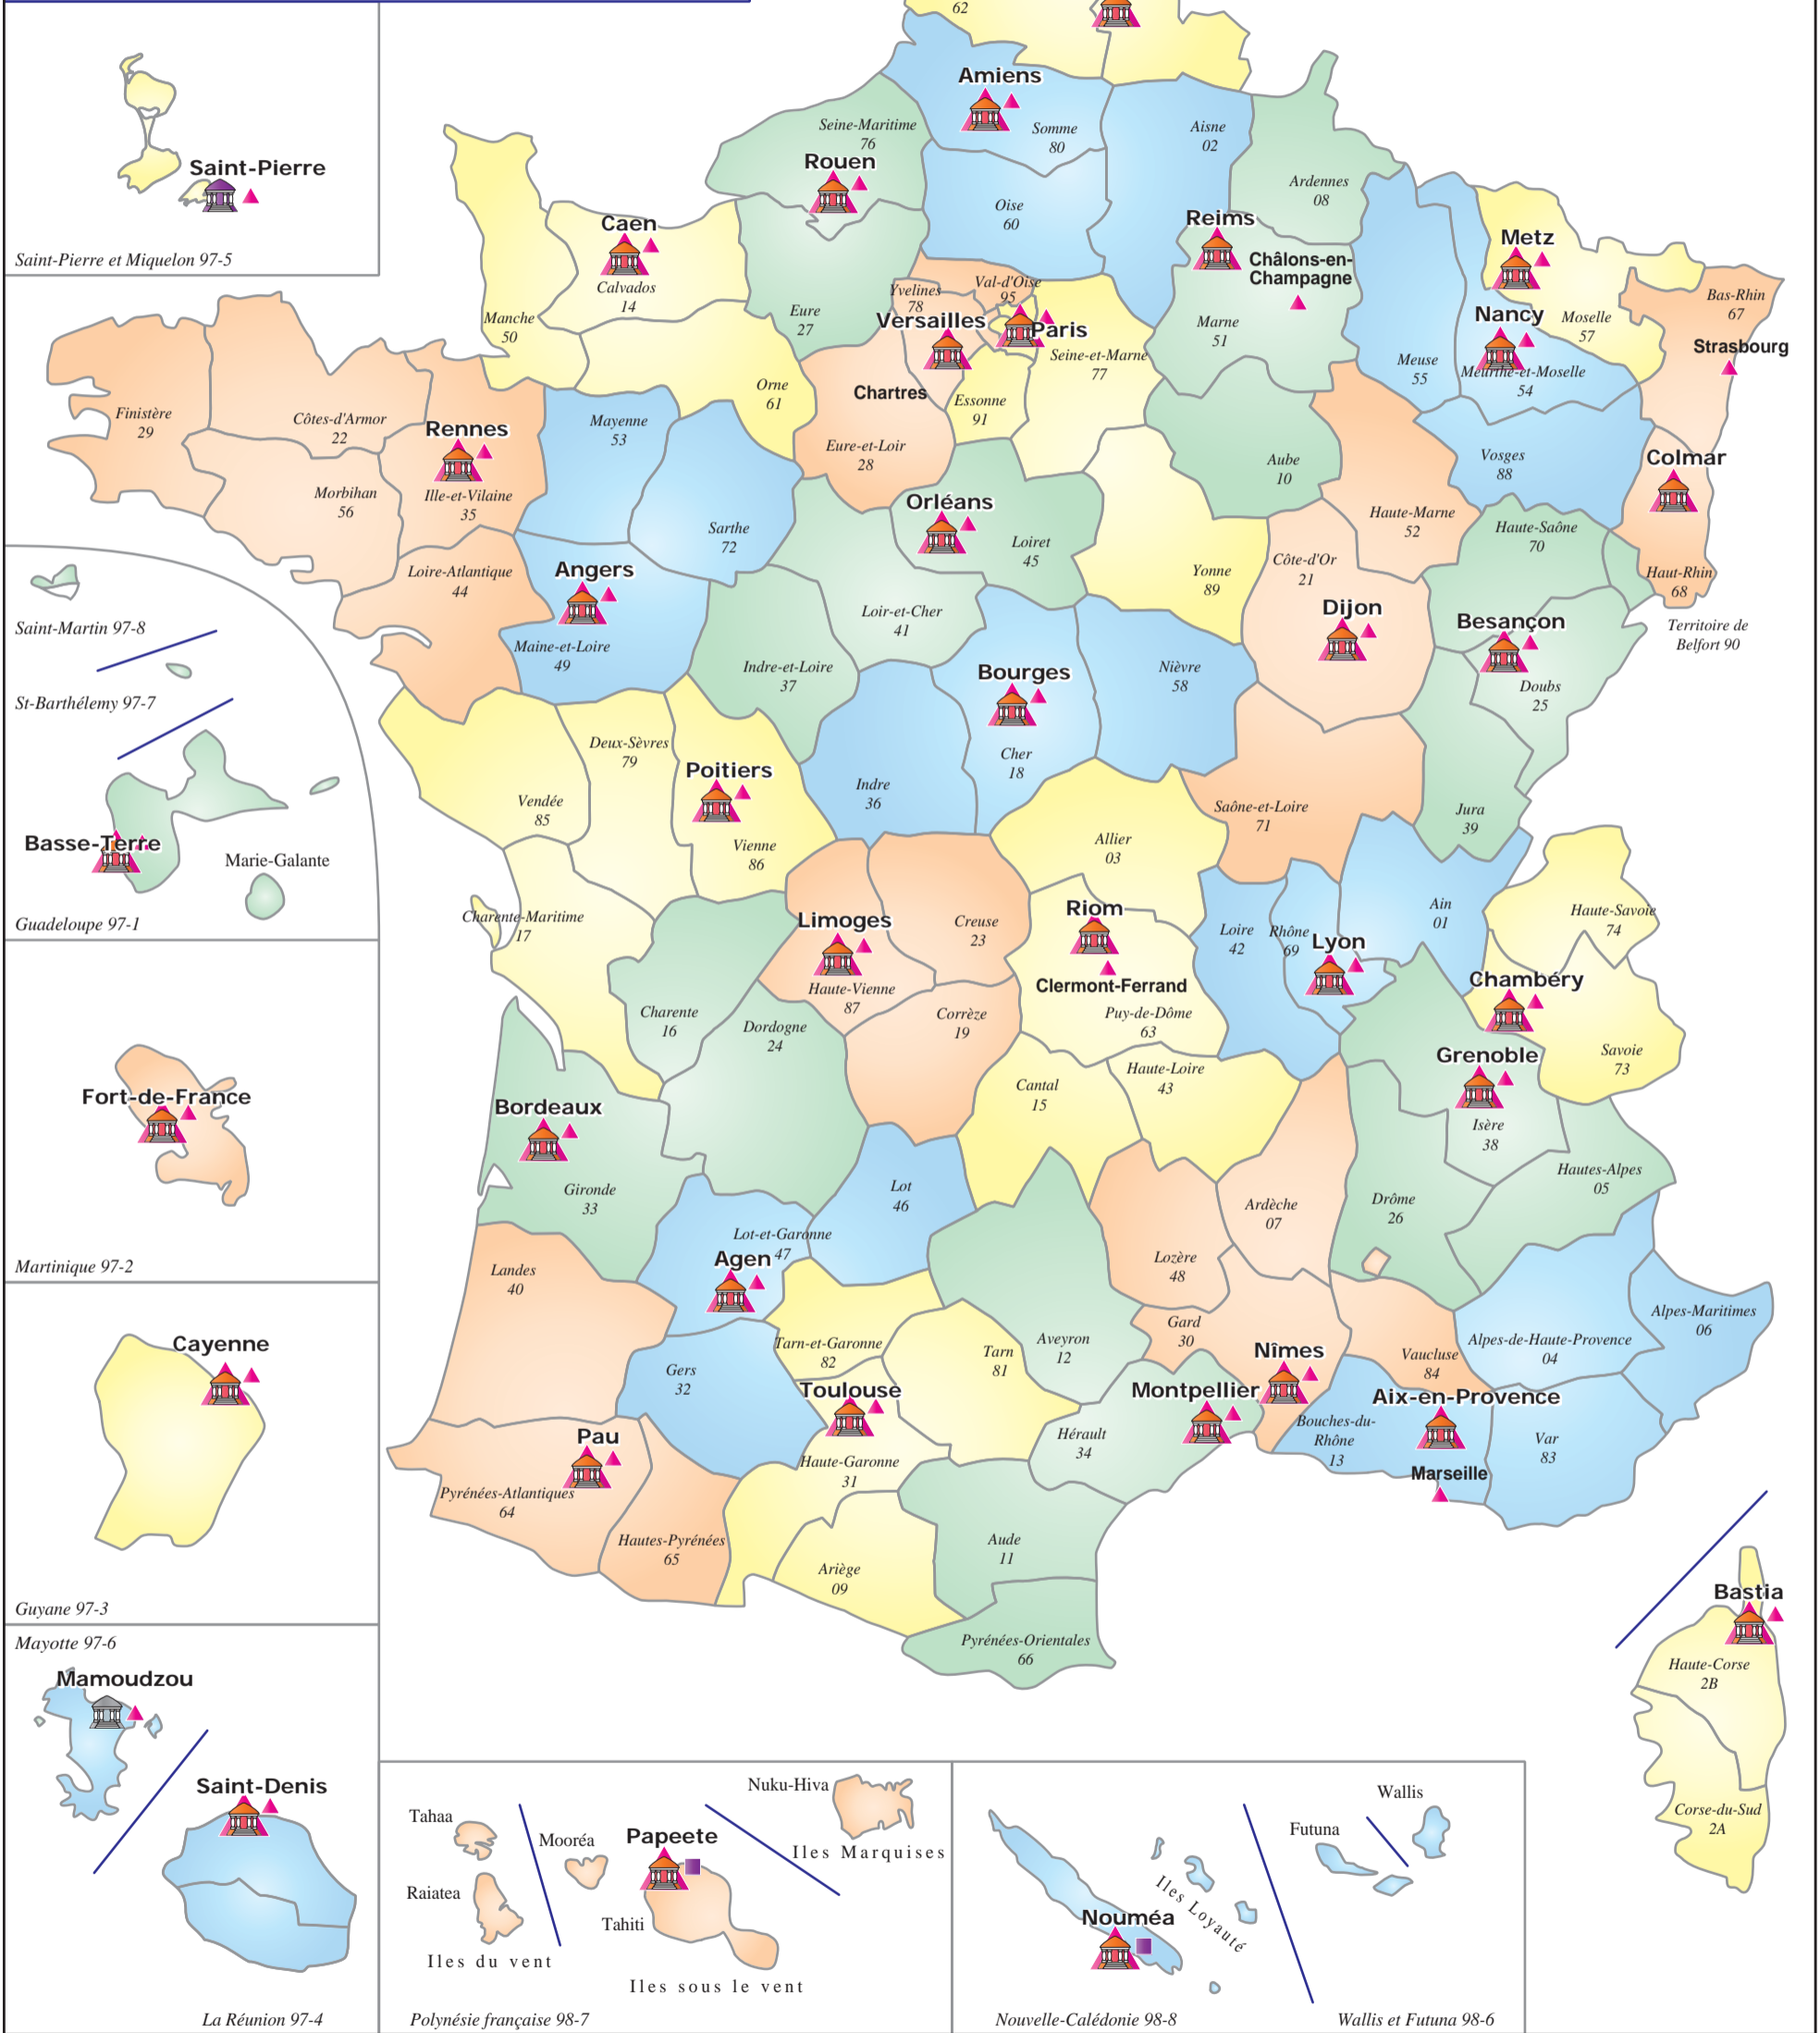 62
Amiens
Somme
80
Aisne
02
Seine-Maritime
76
Rouen
Oise
60
Ardennes
08
Reims
Châlons-en-
Champagne
Marne
51
Metz
Nancy
Moselle
57
Meurthe-et-Moselle
54
Meuse
55
Bas-Rhin
67
Strasbourg
Saint-Pierre
Saint-Pierre et Miquelon 97-5
Caen
Calvados
14
Manche
50
Eure
27
Yvelines
78
Val-d'Oise
95
Versailles
Paris
Seine-et-Marne
77
Chartres
Essonne
91
Orne
61
Eure-et-Loir
28
Finistère
29
Côtes-d'Armor
22
Rennes
Ille-et-Vilaine
35
Morbihan
56
Mayenne
53
Sarthe
72
Orléans
Loiret
45
Aube
10
Vosges
88
Colmar
Haute-Marne
52
Haute-Saône
70
Haut-Rhin
68
Territoire de
Belfort 90
Yonne
89
Côte-d'Or
21
Dijon
Besançon
Doubs
25
Loire-Atlantique
44
Angers
Maine-et-Loire
49
Loir-et-Cher
41
Indre-et-Loire
37
Bourges
Cher
18
Nièvre
58
Saint-Martin 97-8
St-Barthélemy 97-7
Basse-Terre
Marie-Galante
Guadeloupe 97-1
Vendée
85
Deux-Sèvres
79
Poitiers
Vienne
86
Indre
36
Allier
03
Saône-et-Loire
71
Jura
39
Charente-Maritime
17
Limoges
Haute-Vienne
87
Creuse
23
Riom
Clermont-Ferrand
Puy-de-Dôme
63
Loire
42
Rhône
69
Lyon
Ain
01
Haute-Savoie
74
Chambéry
Savoie
73
Charente
16
Dordogne
24
Corrèze
19
Cantal
15
Haute-Loire
43
Grenoble
Isère
38
Hautes-Alpes
05
Fort-de-France
Martinique 97-2
Bordeaux
Gironde
33
Lot
46
Lot-et-Garonne
47
Agen
Landes
40
Ardèche
07
Drôme
26
Lozère
48
Aveyron
12
Gard
30
Nîmes
Vaucluse
84
Alpes-de-Haute-Provence
04
Alpes-Maritimes
06
Cayenne
Guyane 97-3
Gers
32
Tarn-et-Garonne
82
Tarn
81
Toulouse
Haute-Garonne
31
Montpellier
Hérault
34
Aix-en-Provence
Bouches-du-
Rhône
13
Marseille
Var
83
Pau
Pyrénées-Atlantiques
64
Hautes-Pyrénées
65
Ariège
09
Aude
11
Pyrénées-Orientales
66
Bastia
Haute-Corse
2B
Corse-du-Sud
2A
Mayotte 97-6
Mamoudzou
Saint-Denis
La Réunion 97-4
Tahaa
Raiatea
Iles du vent
Mooréa
Papeete
Tahiti
Iles sous le vent
Nuku-Hiva
Iles Marquises
Polynésie française 98-7
Nouméa
Iles Loyauté
Nouvelle-Calédonie 98-8
Wallis
Futuna
Wallis et Futuna 98-6